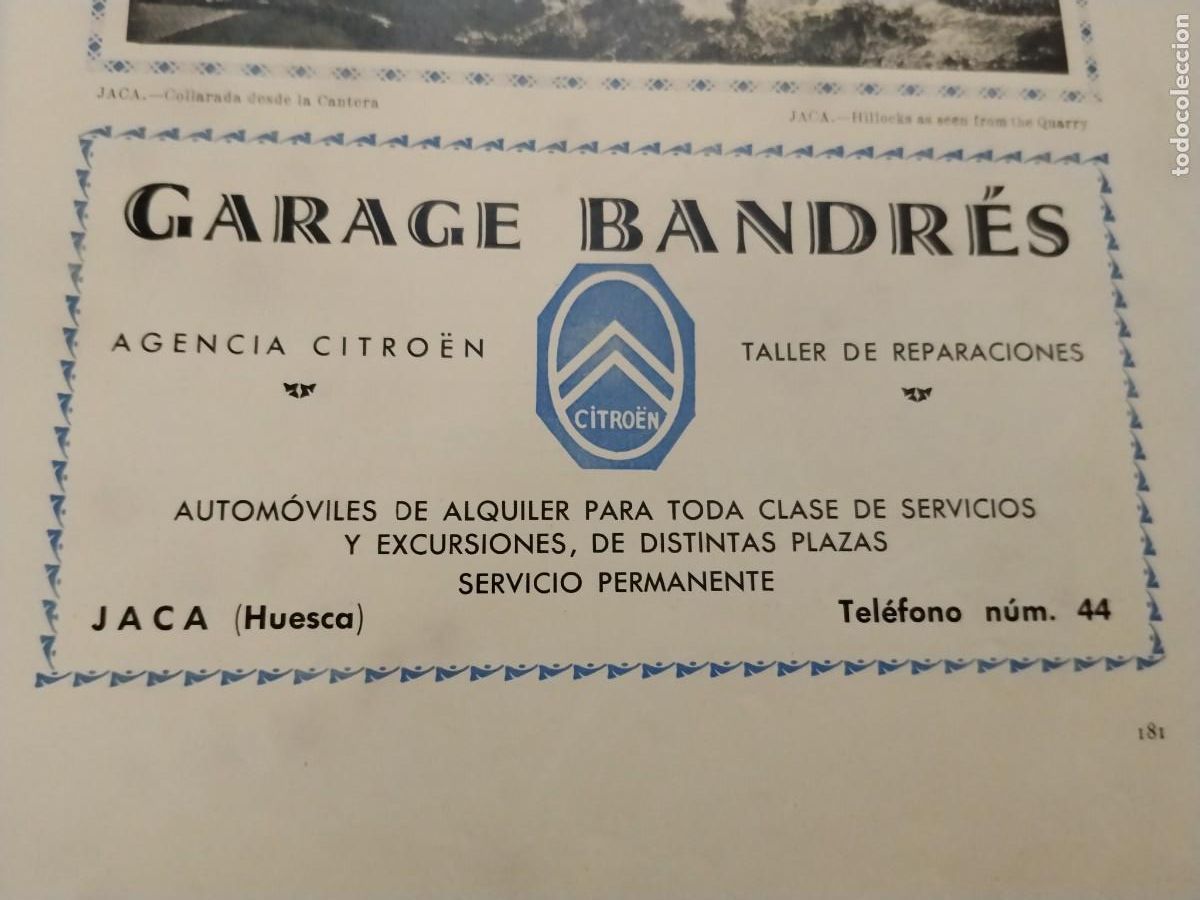 JACA.—Collarada desde la Cantera
JACA.—Hillocks as seen from the Quarry
GARAGE BANDRÉS
AGENCIA CITROËN
CITROËN
TALLER DE REPARACIONES
AUTOMÓVILES DE ALQUILER PARA TODA CLASE DE SERVICIOS
Y EXCURSIONES, DE DISTINTAS PLAZAS
SERVICIO PERMANENTE
JACA (Huesca)
Teléfono núm. 44
181
todocoleccion